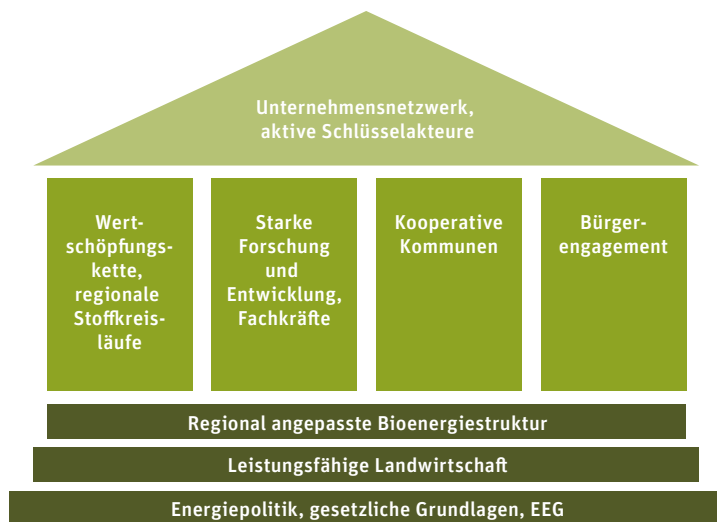 Unternehmensnetzwerk,
aktive Schlüsselakteure
Wert-
schöpfungs-
kette,
regionale
Stoffkreis-
läufe
Starke
Forschung
und
Entwicklung,
Fachkräfte
Kooperative
Kommunen
Bürger-
engagement
Regional angepasste Bioenergiestruktur
Leistungsfähige Landwirtschaft
Energiepolitik, gesetzliche Grundlagen, EEG